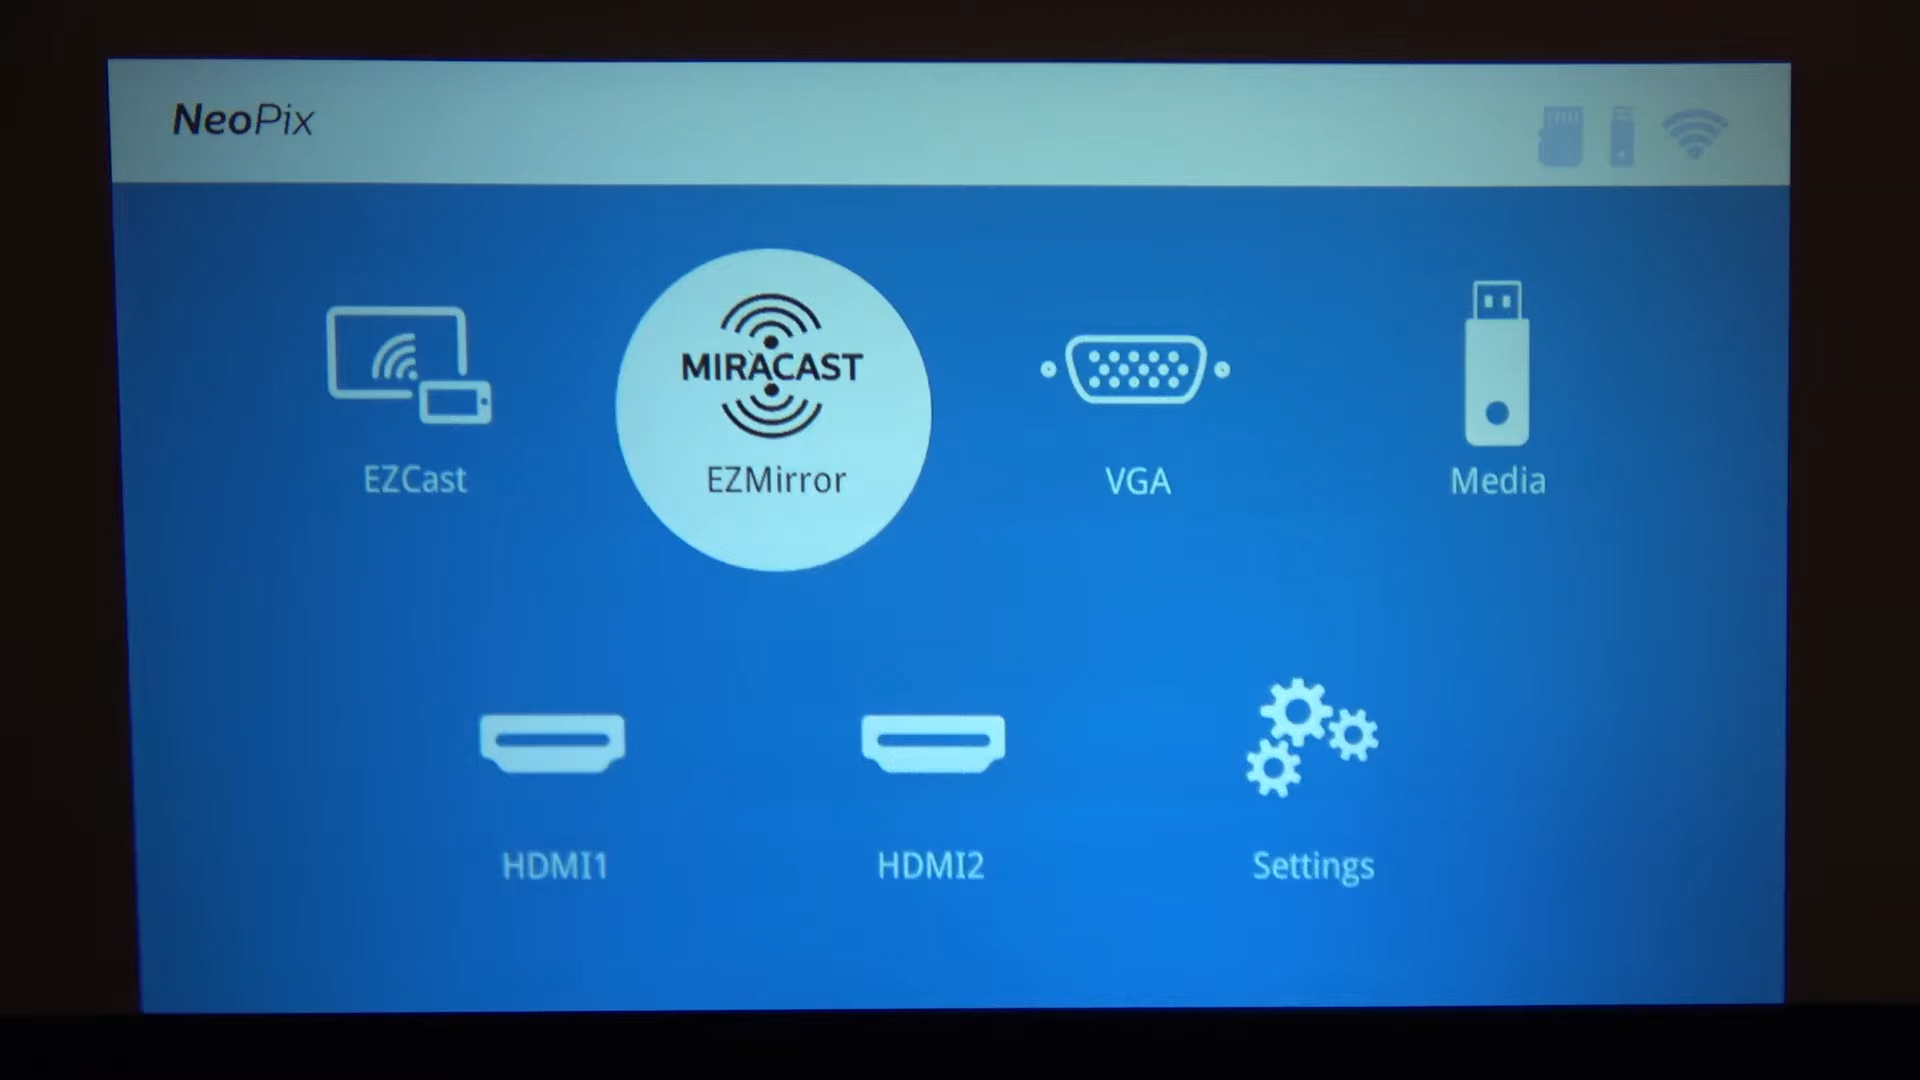 NeoPix
MIRACAST
EZCast
EZMirror
VGA
Media
HDMI1
HDMI2
Settings